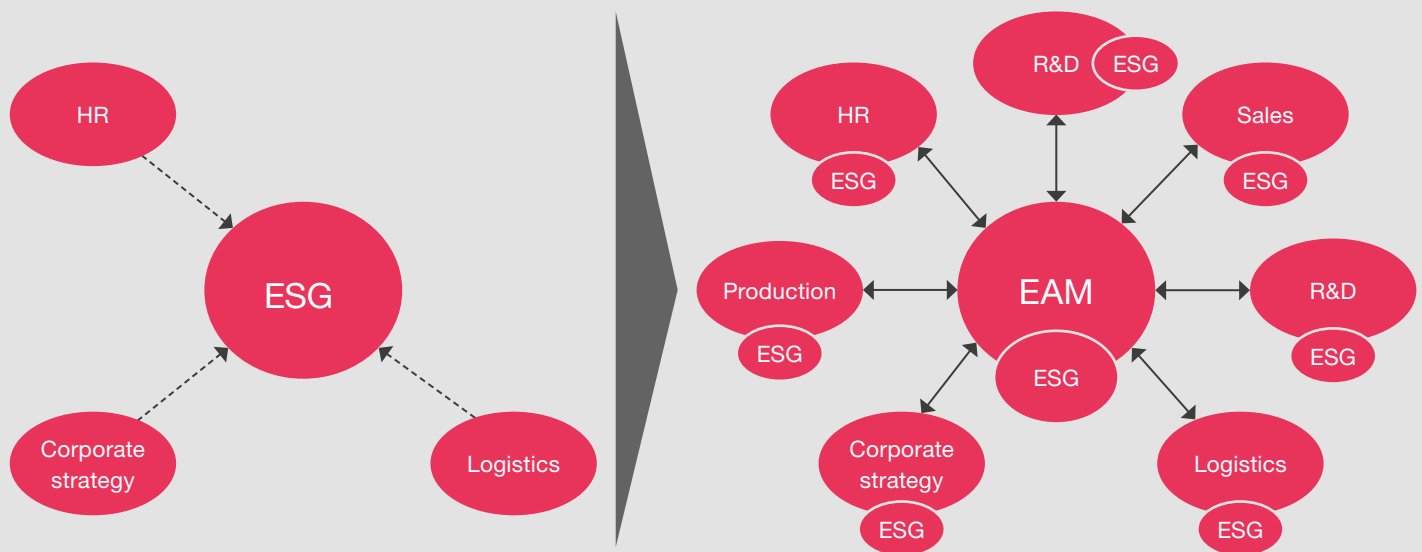 HR
ESG
Corporate
strategy
Logistics
R&D
ESG
HR
ESG
Sales
ESG
Production
ESG
EAM
ESG
R&D
ESG
Corporate
strategy
ESG
Logistics
ESG